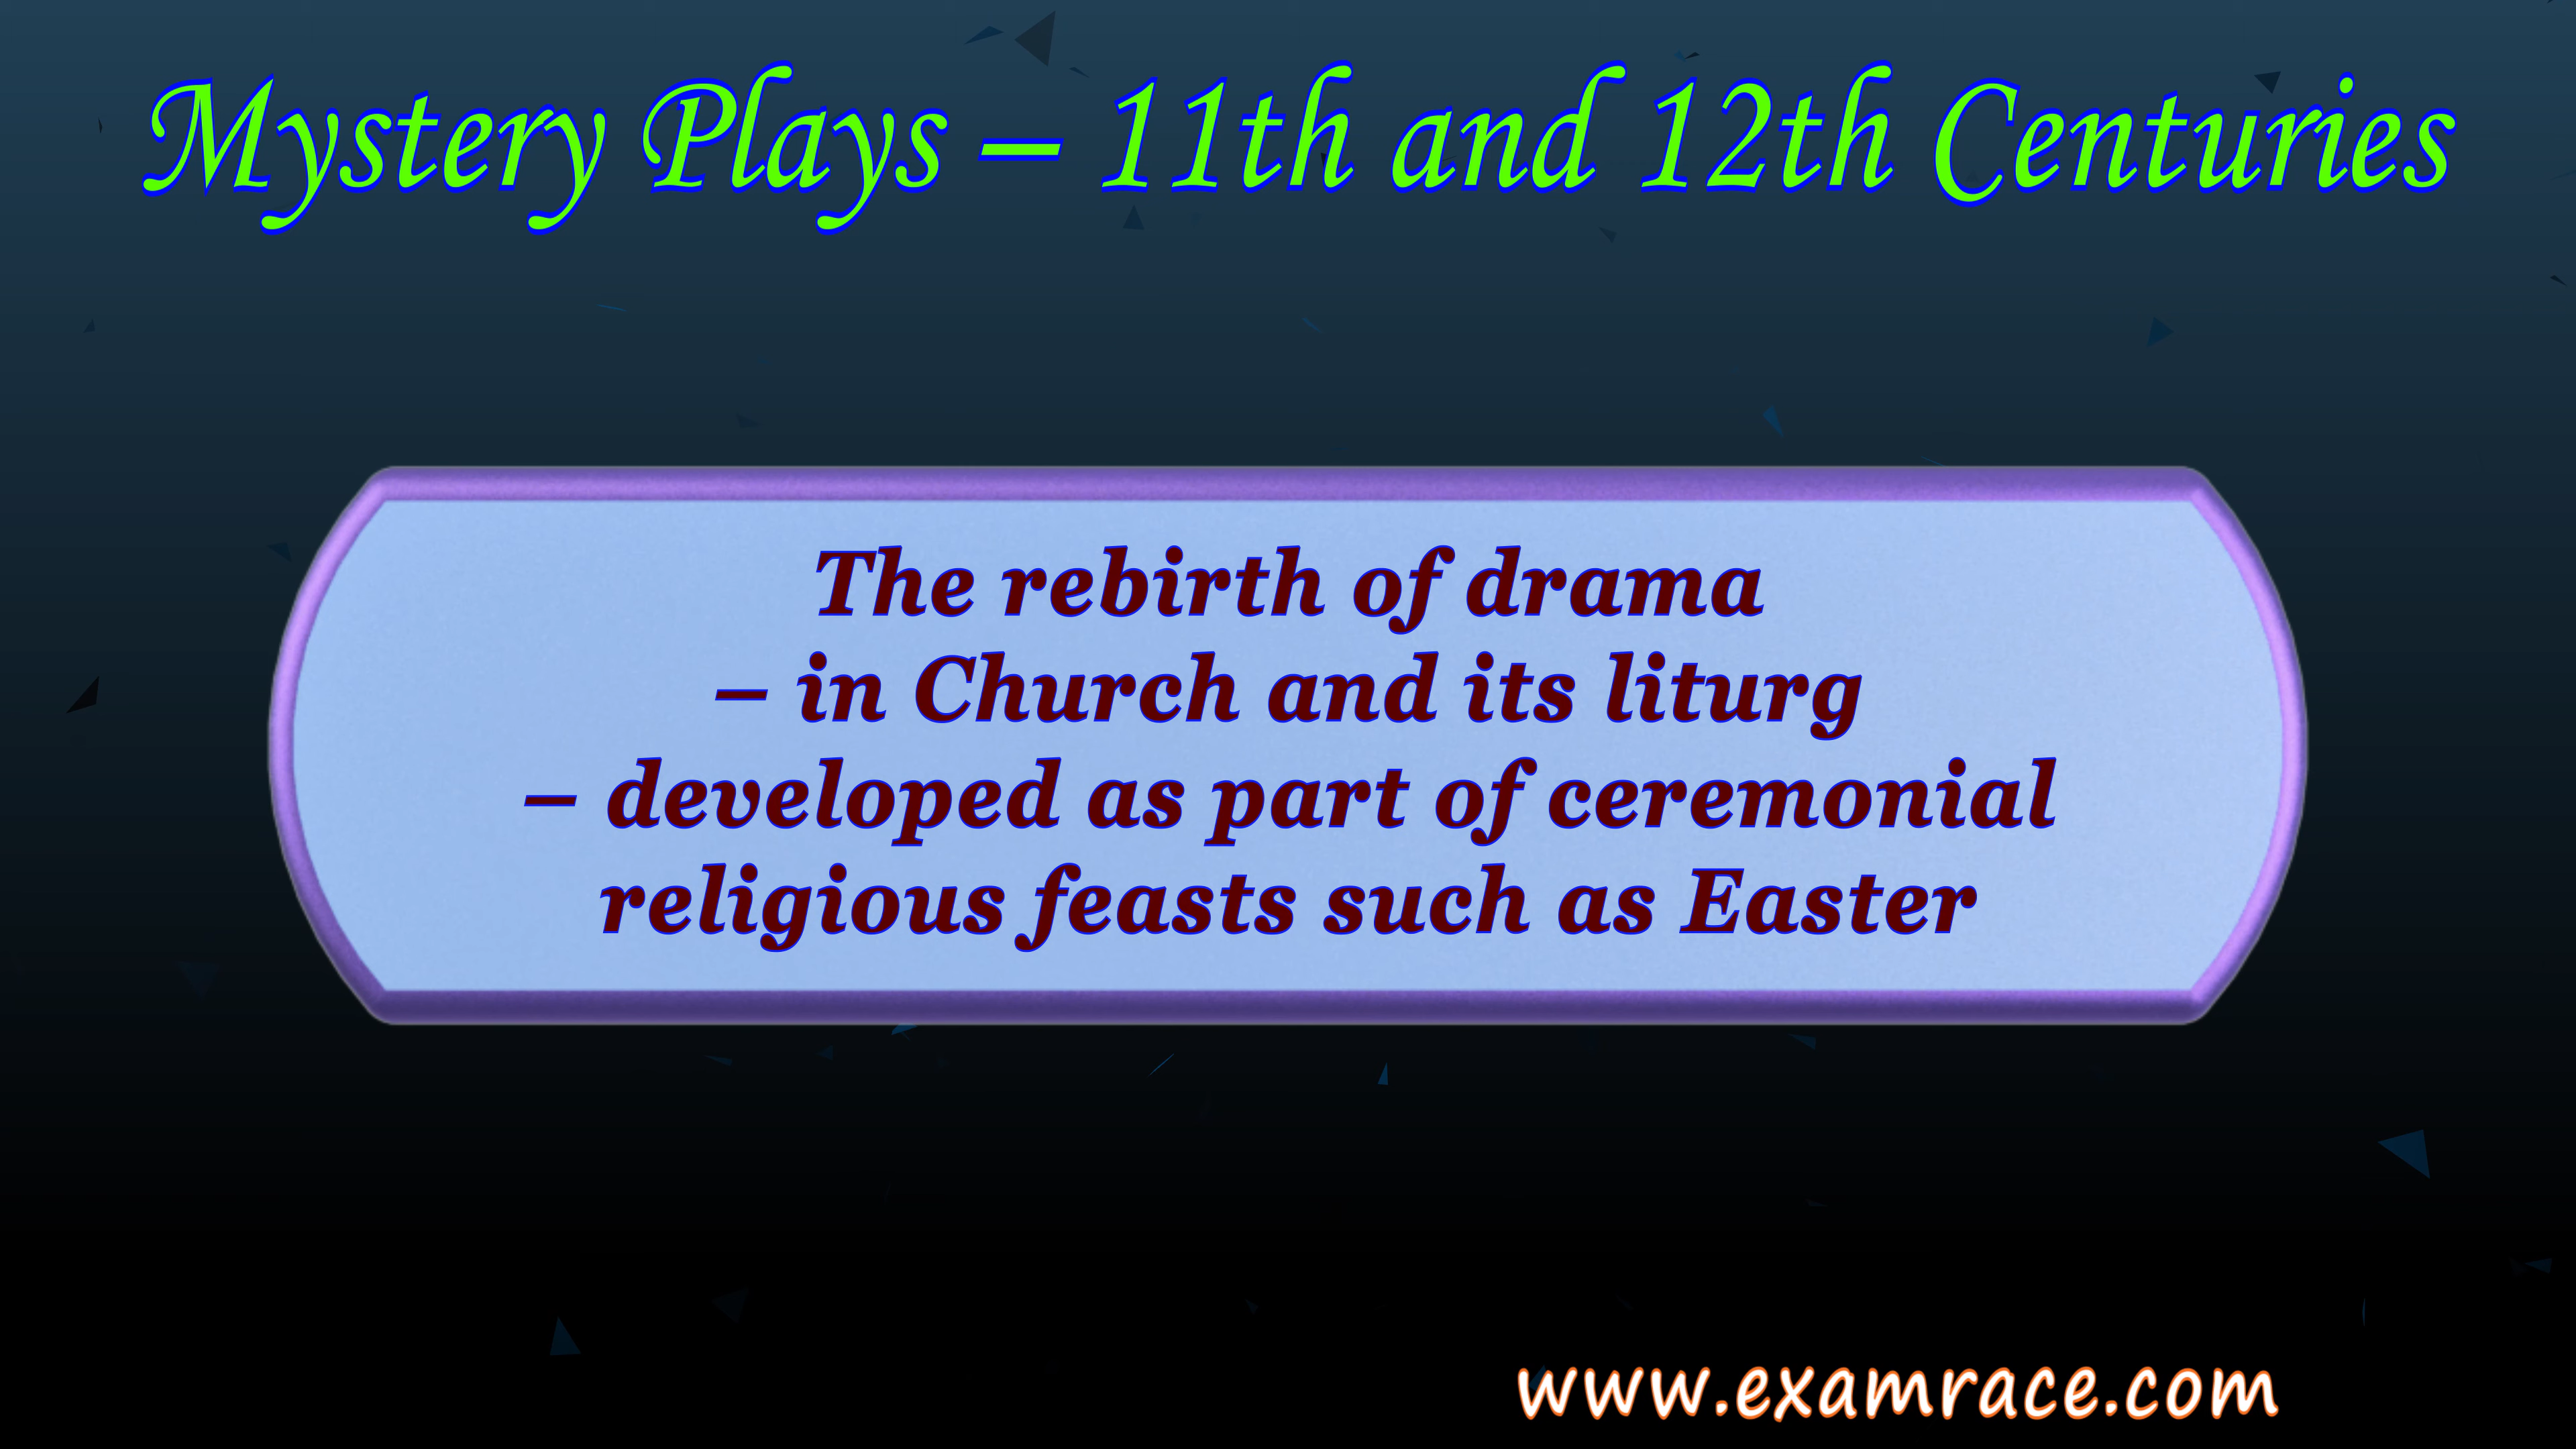 Mystery Plays – 11th and 12th Centuries
The rebirth of drama
– in Church and its liturg
– developed as part of ceremonial
religious feasts such as Easter
www.examrace.com